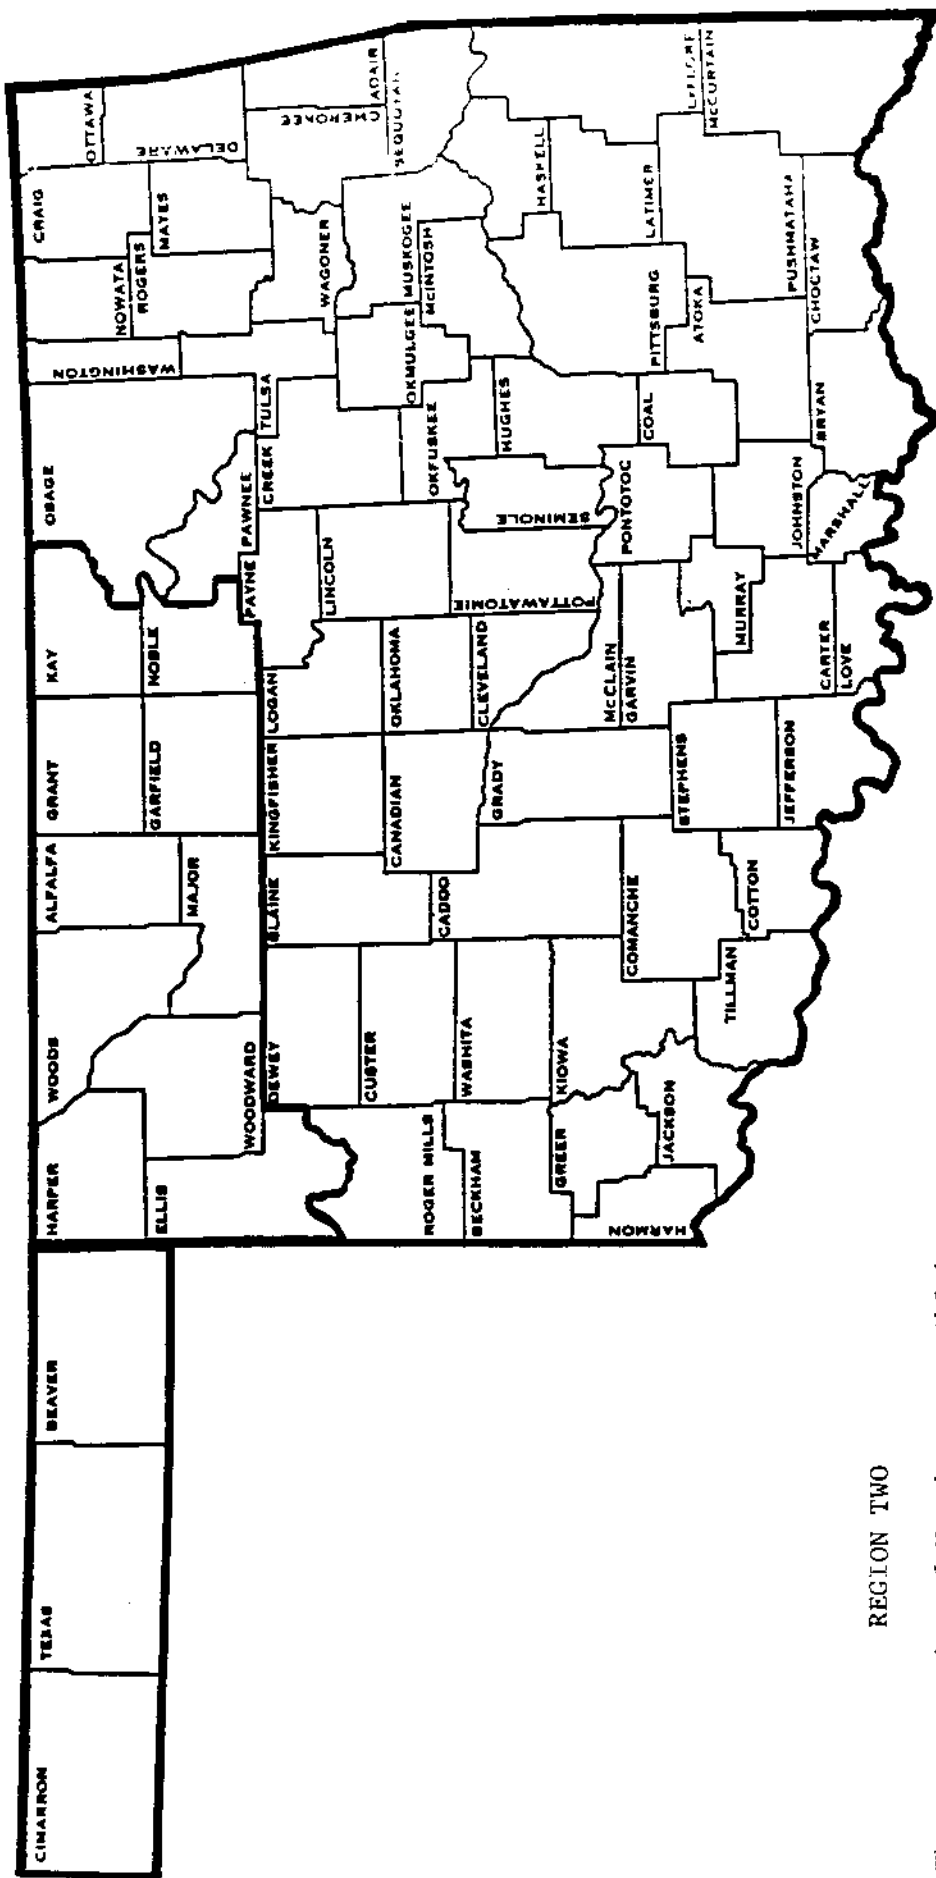 CIMARRON
TEXAS
BEAVER
HARPER
WOODS
ALFALFA
GRANT
KAY
OSAGE
WASHINGTON
NOWATA
CRAIG
OTTAWA
ELLIS
WOODWARD
MAJOR
GARFIELD
NOBLE
PAWNEE
ROGERS
MAYES
DELAWARE
DEWEY
BLAINE
KINGFISHER
LOGAN
PAYNE
CREEK
TULSA
WAGONER
CHEROKEE
ADAIR
ROGER MILLS
CUSTER
CANADIAN
OKLAHOMA
LINCOLN
OKFUSKEE
OKMULGEE
MUSKOGEE
SEQUOYAH
BECKHAM
WASHITA
CADDO
GRADY
CLEVELAND
POTTAWATOMIE
SEMINOLE
HUGHES
McINTOSH
HASKELL
GREER
KIOWA
COMANCHE
McCLAIN
GARVIN
PONTOTOC
COAL
PITTSBURG
LATIMER
LEFLORE
HARMON
JACKSON
TILLMAN
COTTON
STEPHENS
MURRAY
JOHNSTON
ATOKA
PUSHMATAHA
McCURTAIN
JEFFERSON
CARTER
LOVE
MARSHALL
BRYAN
CHOCTAW
REGION TWO